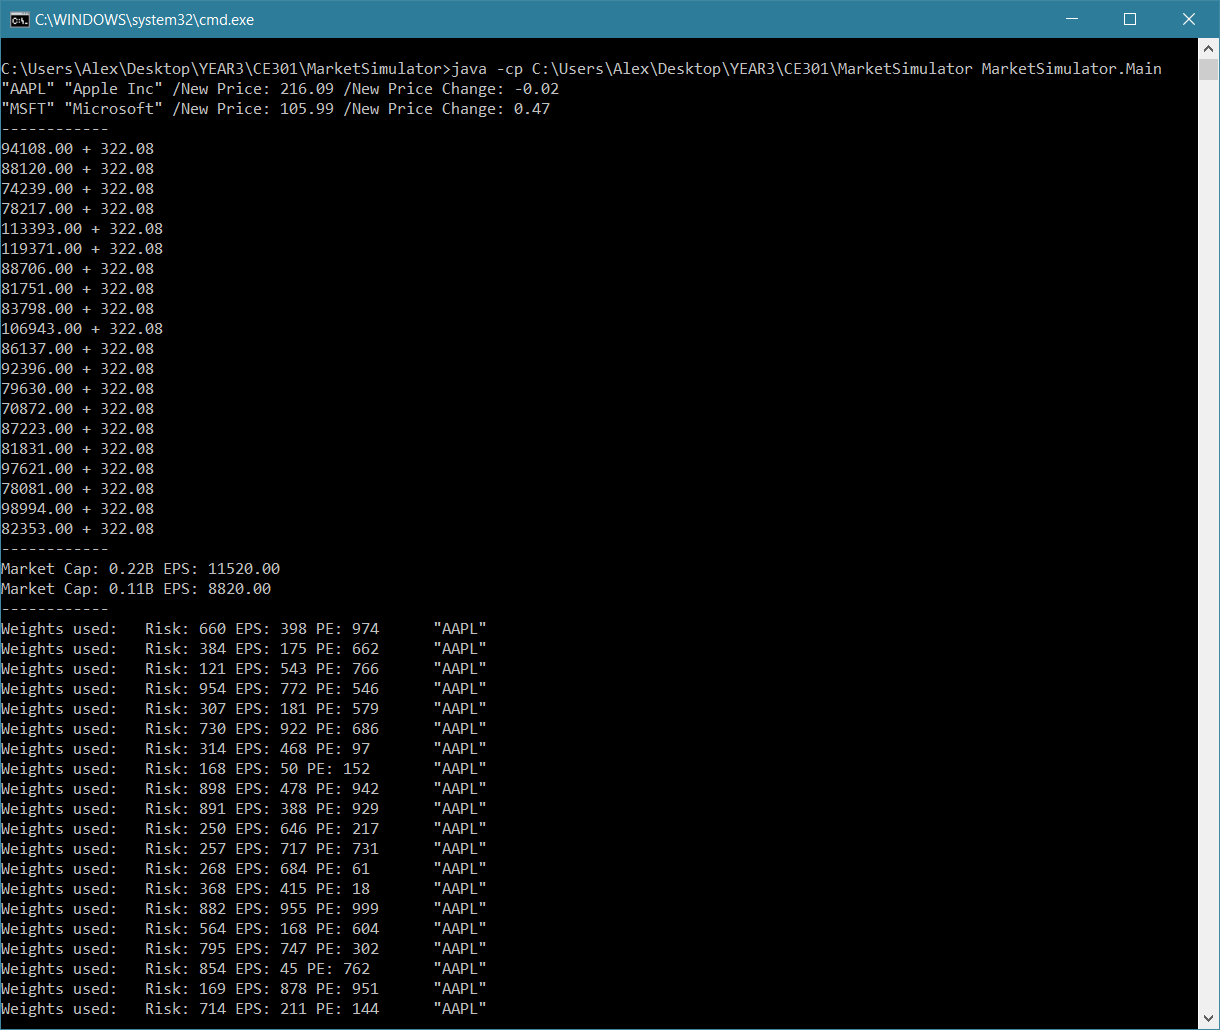 C:\WINDOWS\system32\cmd.exe
C:\Users\Alex\Desktop\YEAR3\CE301\MarketSimulator>java -cp C:\Users\Alex\Desktop\YEAR3\CE301\MarketSimulator MarketSimulator.Main
"AAPL" "Apple Inc" /New Price: 216.09 /New Price Change: -0.02
"MSFT" "Microsoft" /New Price: 105.99 /New Price Change: 0.47
------------
94108.00 + 322.08
88120.00 + 322.08
74239.00 + 322.08
78217.00 + 322.08
113393.00 + 322.08
119371.00 + 322.08
88706.00 + 322.08
81751.00 + 322.08
83798.00 + 322.08
106943.00 + 322.08
86137.00 + 322.08
92396.00 + 322.08
79630.00 + 322.08
70872.00 + 322.08
87223.00 + 322.08
81831.00 + 322.08
97621.00 + 322.08
78081.00 + 322.08
98994.00 + 322.08
82353.00 + 322.08
------------
Market Cap: 0.22B EPS: 11520.00
Market Cap: 0.11B EPS: 8820.00
------------
Weights used:   Risk: 660 EPS: 398 PE: 974      "AAPL"
Weights used:   Risk: 384 EPS: 175 PE: 662      "AAPL"
Weights used:   Risk: 121 EPS: 543 PE: 766      "AAPL"
Weights used:   Risk: 954 EPS: 772 PE: 546      "AAPL"
Weights used:   Risk: 307 EPS: 181 PE: 579      "AAPL"
Weights used:   Risk: 730 EPS: 922 PE: 686      "AAPL"
Weights used:   Risk: 314 EPS: 468 PE: 97       "AAPL"
Weights used:   Risk: 168 EPS: 50 PE: 152       "AAPL"
Weights used:   Risk: 898 EPS: 478 PE: 942      "AAPL"
Weights used:   Risk: 891 EPS: 388 PE: 929      "AAPL"
Weights used:   Risk: 250 EPS: 646 PE: 217      "AAPL"
Weights used:   Risk: 257 EPS: 717 PE: 731      "AAPL"
Weights used:   Risk: 268 EPS: 684 PE: 61       "AAPL"
Weights used:   Risk: 368 EPS: 415 PE: 18       "AAPL"
Weights used:   Risk: 882 EPS: 955 PE: 999      "AAPL"
Weights used:   Risk: 564 EPS: 168 PE: 604      "AAPL"
Weights used:   Risk: 795 EPS: 747 PE: 302      "AAPL"
Weights used:   Risk: 854 EPS: 45 PE: 762       "AAPL"
Weights used:   Risk: 169 EPS: 878 PE: 951      "AAPL"
Weights used:   Risk: 714 EPS: 211 PE: 144      "AAPL"